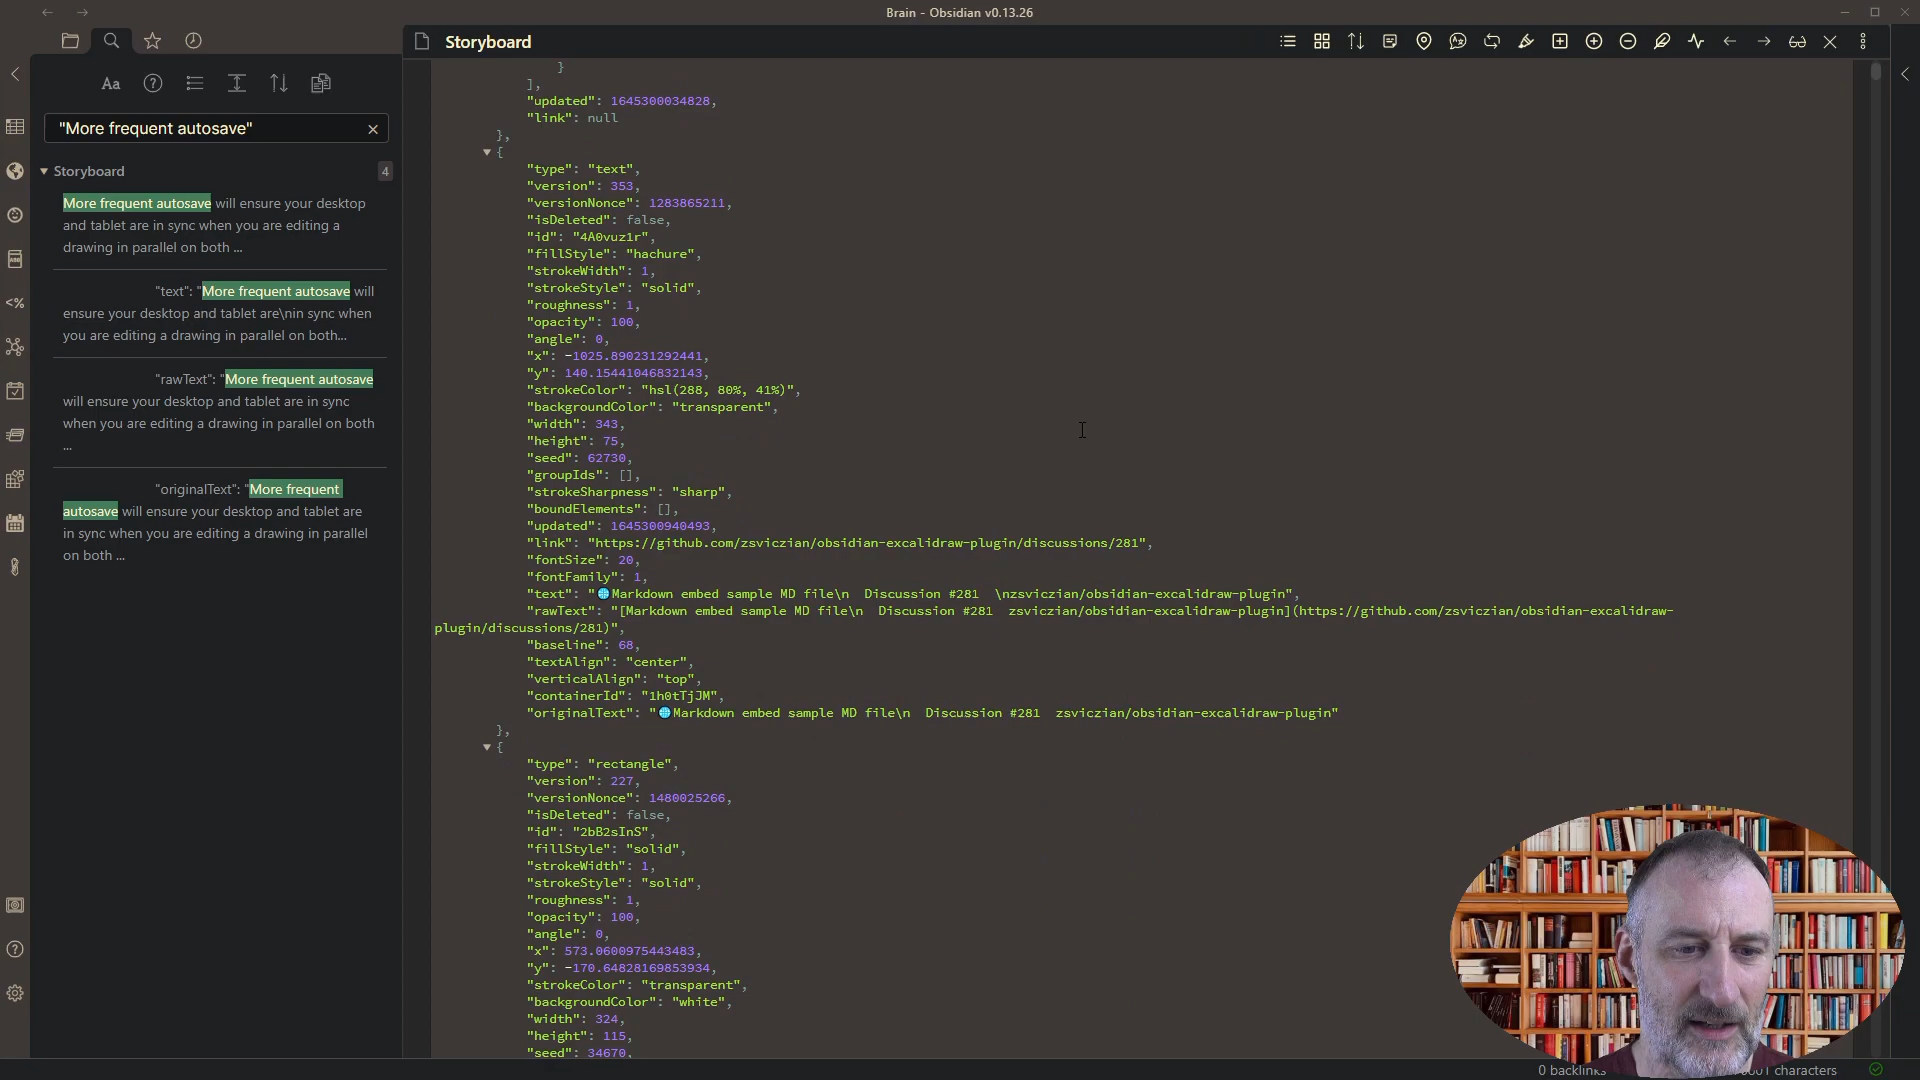 Brain - Obsidian v0.13.26
Storyboard
Aa
"More frequent autosave"
Storyboard
4
More frequent autosave will ensure your desktop
and tablet are in sync when you are editing a
drawing in parallel on both ...
"text": "More frequent autosave will
ensure your desktop and tablet are\nin sync when
you are editing a drawing in parallel on both...
"rawText": "More frequent autosave
will ensure your desktop and tablet are in sync
when you are editing a drawing in parallel on both
...
"originalText": "More frequent
autosave will ensure your desktop and tablet are
in sync when you are editing a drawing in parallel
on both ...
}
],
"updated": 1645300034828,
"link": null
},
{
"type": "text",
"version": 353,
"versionNonce": 1283865211,
"isDeleted": false,
"id": "4A0vuz1r",
"fillStyle": "hachure",
"strokeWidth": 1,
"strokeStyle": "solid",
"roughness": 1,
"opacity": 100,
"angle": 0,
"x": -1025.890231292441,
"y": 140.15441046832143,
"strokeColor": "hsl(288, 80%, 41%)",
"backgroundColor": "transparent",
"width": 343,
"height": 75,
"seed": 62730,
"groupIds": [],
"strokeSharpness": "sharp",
"boundElements": [],
"updated": 1645300940493,
"link": "https://github.com/zsviczian/obsidian-excalidraw-plugin/discussions/281",
"fontSize": 20,
"fontFamily": 1,
"text": "🌐Markdown embed sample MD file\n  Discussion #281  \nzsviczian/obsidian-excalidraw-plugin",
"rawText": "[Markdown embed sample MD file\n  Discussion #281  zsviczian/obsidian-excalidraw-plugin](https://github.com/zsviczian/obsidian-excalidraw-
plugin/discussions/281)",
"baseline": 68,
"textAlign": "center",
"verticalAlign": "top",
"containerId": "1h0tTjJM",
"originalText": "🌐Markdown embed sample MD file\n  Discussion #281  zsviczian/obsidian-excalidraw-plugin"
},
{
"type": "rectangle",
"version": 227,
"versionNonce": 1480025266,
"isDeleted": false,
"id": "2bB2sInS",
"fillStyle": "solid",
"strokeWidth": 1,
"strokeStyle": "solid",
"roughness": 1,
"opacity": 100,
"angle": 0,
"x": 573.0600975443483,
"y": -170.64828169853934,
"strokeColor": "transparent",
"backgroundColor": "white",
"width": 324,
"height": 115,
"seed": 34670,
0 backlinks
characters